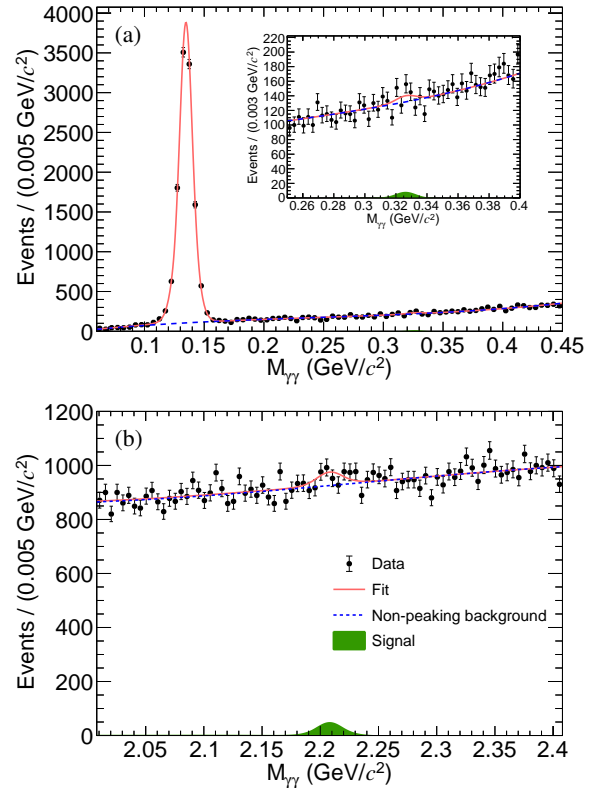 (a)
Events / (0.005 GeV/c²)
4000
3500
3000
2500
2000
1500
1000
500
0
0.1 0.15 0.2 0.25 0.3 0.35 0.4 0.45
Mγγ (GeV/c²)
Events / (0.003 GeV/c²)
220
200
180
160
140
120
100
80
60
40
20
0
0.26 0.28 0.3 0.32 0.34 0.36 0.38 0.4
Mγγ (GeV/c²)
(b)
Events / (0.005 GeV/c²)
1200
1000
800
600
400
200
0
Data
Fit
Non-peaking background
Signal
2.05 2.1 2.15 2.2 2.25 2.3 2.35 2.4
Mγγ (GeV/c²)